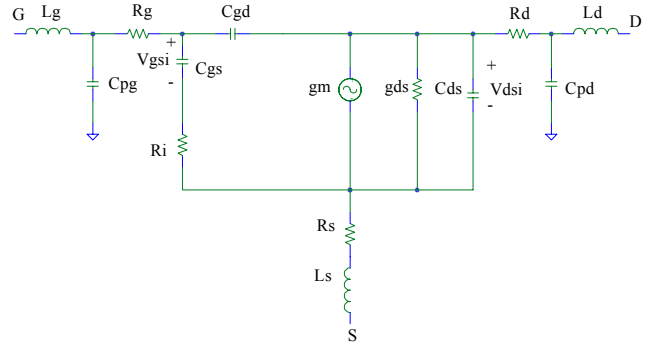 G Lg Rg Cgd Rd Ld D
+ Vgsi - Cgs gm gds Cds + Vdsi - Cpd
Cpg
Ri
Rs
Ls
S